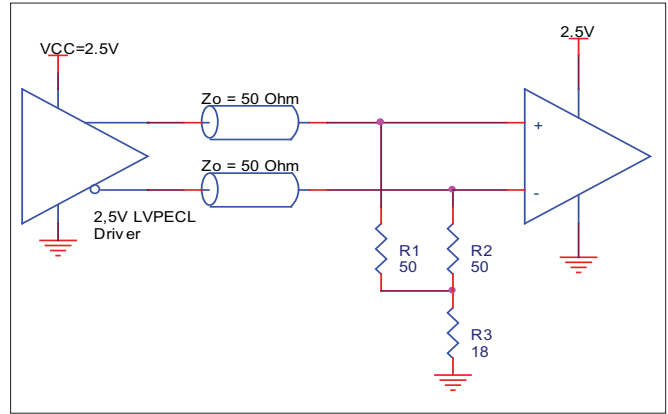 VCC=2.5V
2.5V
Zo = 50 Ohm
+
Zo = 50 Ohm
-
2,5V LVPECL
Driver
R1
50
R2
50
R3
18